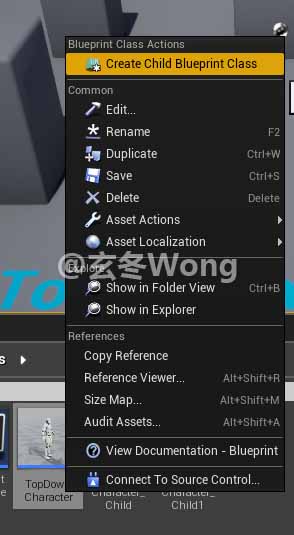 Blueprint Class Actions
Create Child Blueprint Class
Common
Edit...
Rename F2
Duplicate Ctrl+W
Save Ctrl+S
Delete Delete
Asset Actions
Asset Localization
@玄冬Wong
Explore
Show in Folder View Ctrl+B
Show in Explorer
References
Copy Reference
Reference Viewer... Alt+Shift+R
Size Map... Alt+Shift+M
Audit Assets... Alt+Shift+A
View Documentation - Blueprint
Connect To Source Control...
TopDown
Character
Character_
Child
Character_
Child1